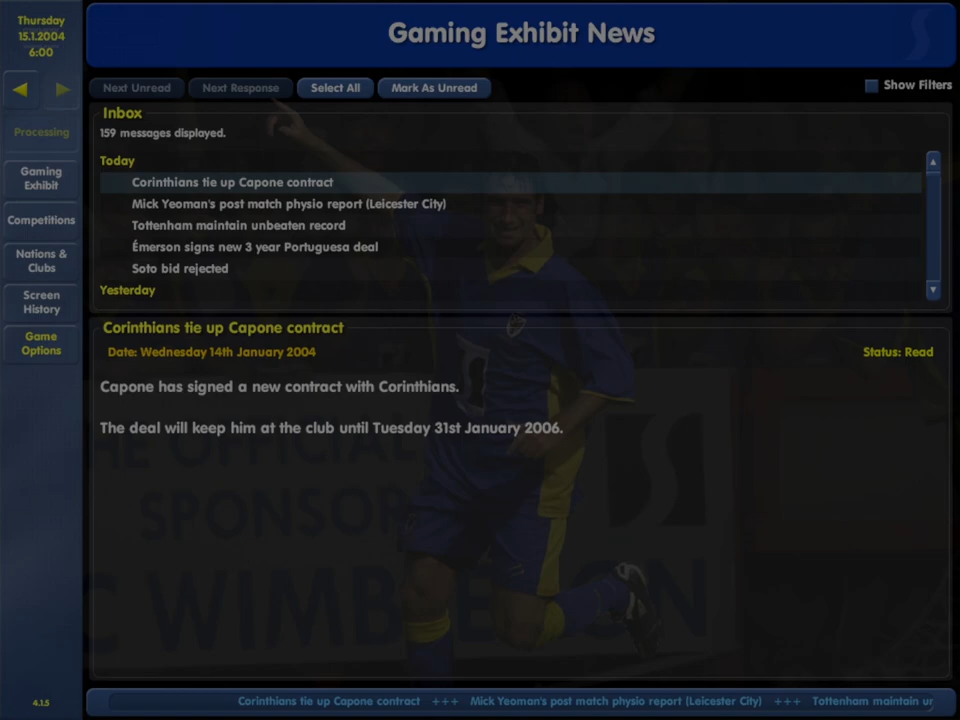 Thursday
15.1.2004
6:00
Gaming Exhibit News
Next Unread
Next Response
Select All
Mark As Unread
Show Filters
Processing
Gaming
Exhibit
Competitions
Nations &
Clubs
Screen
History
Game
Options
4.1.5
Inbox
159 messages displayed.
Today
Corinthians tie up Capone contract
Mick Yeoman's post match physio report (Leicester City)
Tottenham maintain unbeaten record
Émerson signs new 3 year Portuguesa deal
Soto bid rejected
Yesterday
Corinthians tie up Capone contract
Date: Wednesday 14th January 2004
Status: Read
Capone has signed a new contract with Corinthians.
The deal will keep him at the club until Tuesday 31st January 2006.
HE OFFICIAL
SPONSOR
C WIMB
Corinthians tie up Capone contract +++ Mick Yeoman's post match physio report (Leicester City) +++ Tottenham maintain ur